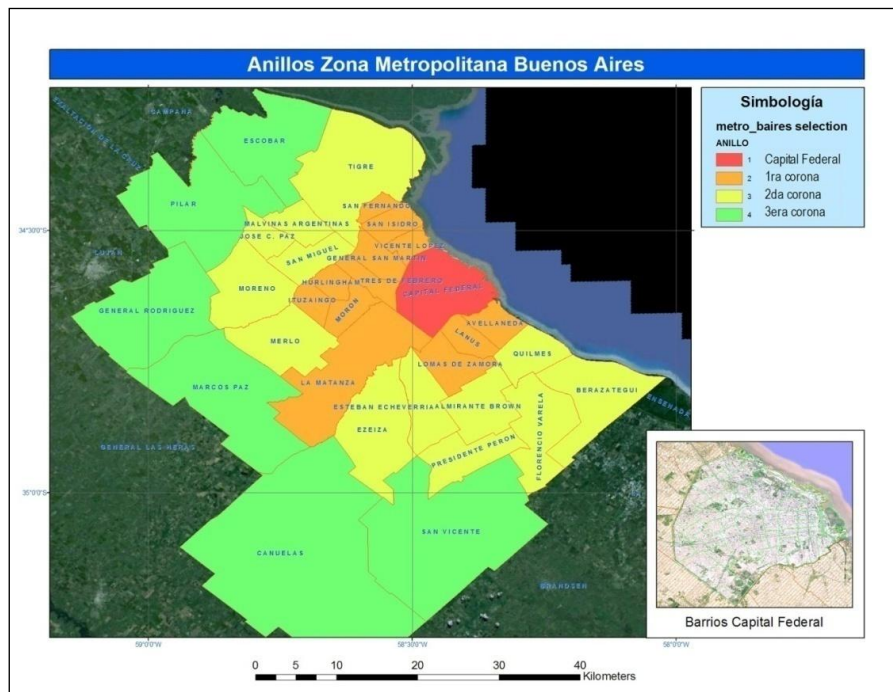 Anillos Zona Metropolitana Buenos Aires
Simbología
metro_baires selection
ANILLO
1 Capital Federal
2 1ra corona
3 2da corona
4 3era corona
CAMPANA
EXALTACION DE LA CRUZ
ESCOBAR
TIGRE
PILAR
SAN FERNANDO
MALVINAS ARGENTINAS
SAN ISIDRO
34°30'0"S
JOSE C. PAZ
VICENTE LOPEZ
SAN MIGUEL
GENERAL SAN MARTIN
LUJAN
HURLINGHAM
TRES DE FEBRERO
CAPITAL FEDERAL
MORENO
ITUZAINGO
MORON
GENERAL RODRIGUEZ
AVELLANEDA
LANUS
MERLO
QUILMES
LOMAS DE ZAMORA
MARCOS PAZ
LA MATANZA
BERAZATEGUI
ENSENADA
ESTEBAN ECHEVERRIA
ALMIRANTE BROWN
EZEIZA
FLORENCIO VARELA
GENERAL LAS HERAS
PRESIDENTE PERON
35°0'0"S
SAN VICENTE
CANUELAS
BRANDSEN
59°0'0"W
58°30'0"W
58°0'0"W
Barrios Capital Federal
0 5 10 20 30 40
Kilometers